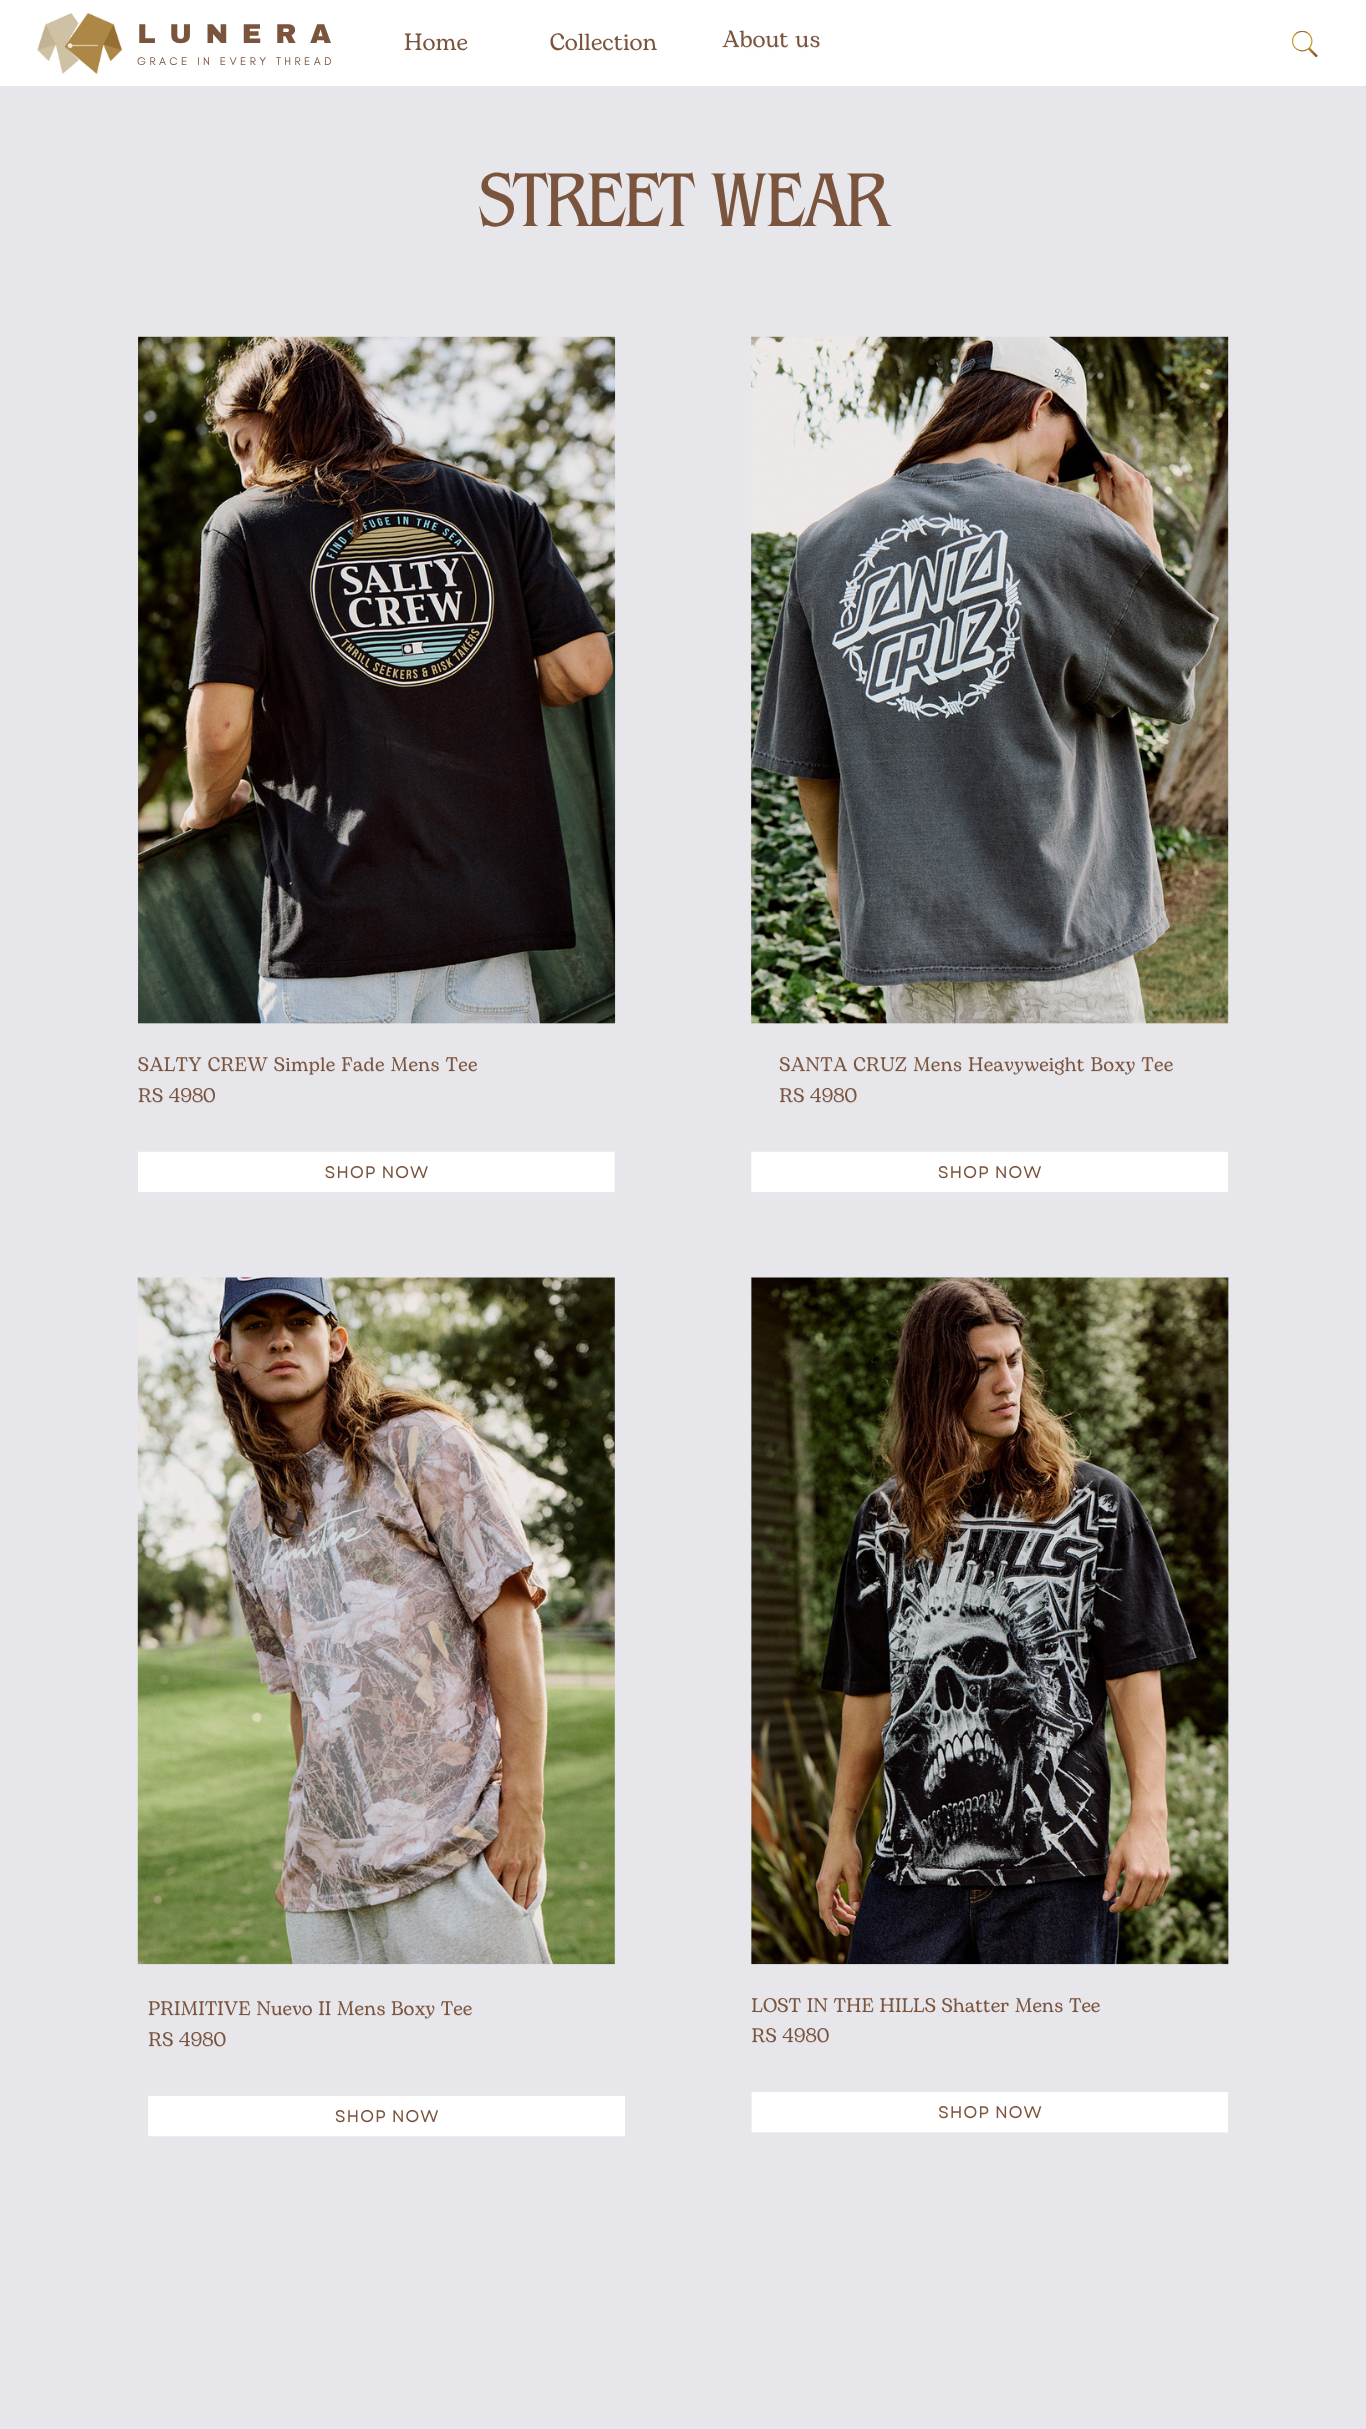 LUNERA
GRACE IN EVERY THREAD
Home
Collection
About us
STREET WEAR
FIND REFUGE IN THE SEA
SALTY
CREW
THRILL SEEKERS & RISK TAKERS
Dodgers
SANTA
CRUZ
SALTY CREW Simple Fade Mens Tee
RS 4980
SANTA CRUZ Mens Heavyweight Boxy Tee
RS 4980
SHOP NOW
SHOP NOW
Primitive
HILLS
PRIMITIVE Nuevo II Mens Boxy Tee
RS 4980
LOST IN THE HILLS Shatter Mens Tee
RS 4980
SHOP NOW
SHOP NOW